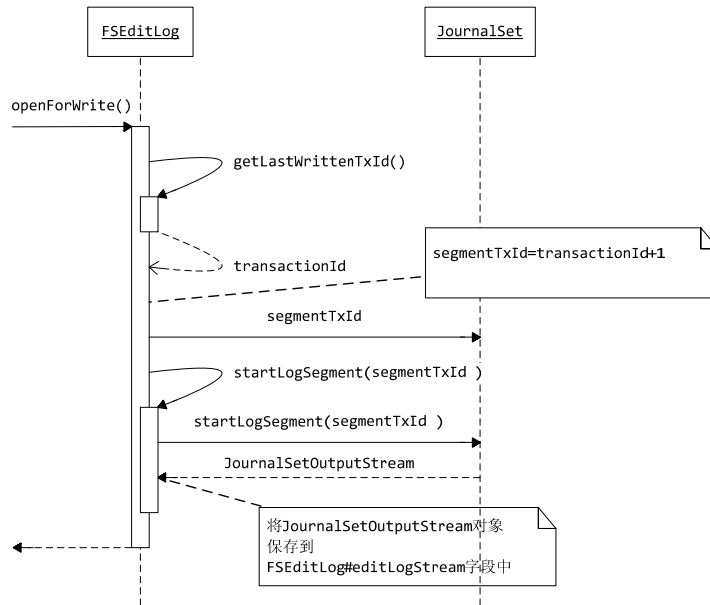 FSEditLog
JournalSet
openForWrite()
getLastWrittenTxId()
transactionId
segmentTxId=transactionId+1
segmentTxId
startLogSegment(segmentTxId )
startLogSegment(segmentTxId )
JournalSetOutputStream
将JournalSetOutputStream对象
保存到
FSEditLog#editLogStream字段中